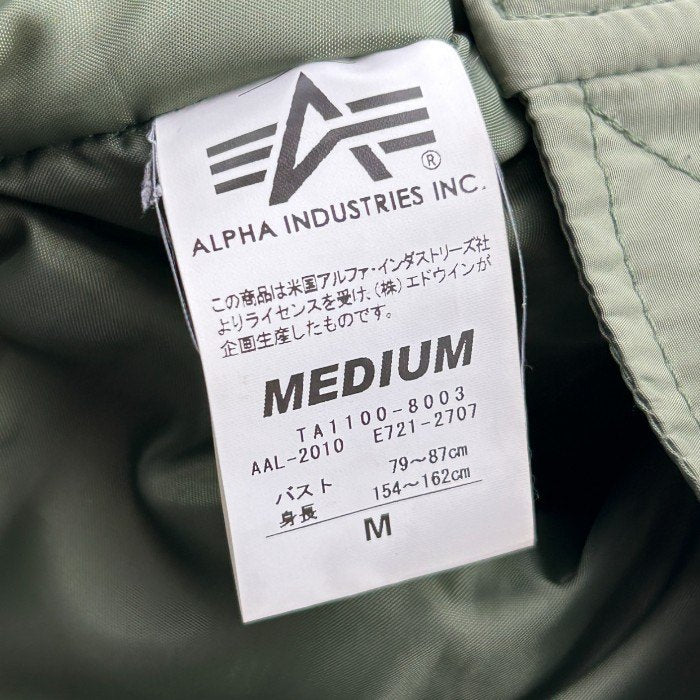 ®
ALPHA INDUSTRIES INC.
この商品は米国アルファ・インダストリーズ社
よりライセンスを受け、(株)エドウインが
企画生産したものです。
MEDIUM
TA1100-8003
AAL-2010 E721-2707
バスト 79～87cm
身長 154～162cm
M